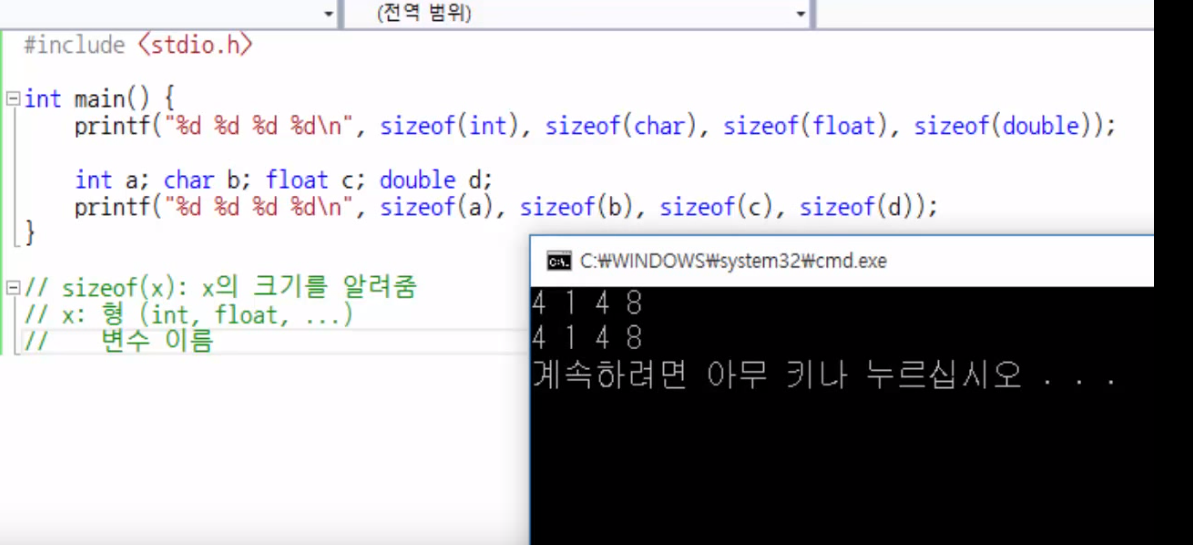 (전역 범위)
#include <stdio.h>
int main() {
printf("%d %d %d %d\n", sizeof(int), sizeof(char), sizeof(float), sizeof(double));
int a; char b; float c; double d;
printf("%d %d %d %d\n", sizeof(a), sizeof(b), sizeof(c), sizeof(d));
}
// sizeof(x): x의 크기를 알려줌
// x: 형 (int, float, ...)
//    변수 이름
C:₩WINDOWS₩system32₩cmd.exe
4 1 4 8
4 1 4 8
계속하려면 아무 키나 누르십시오 . . .